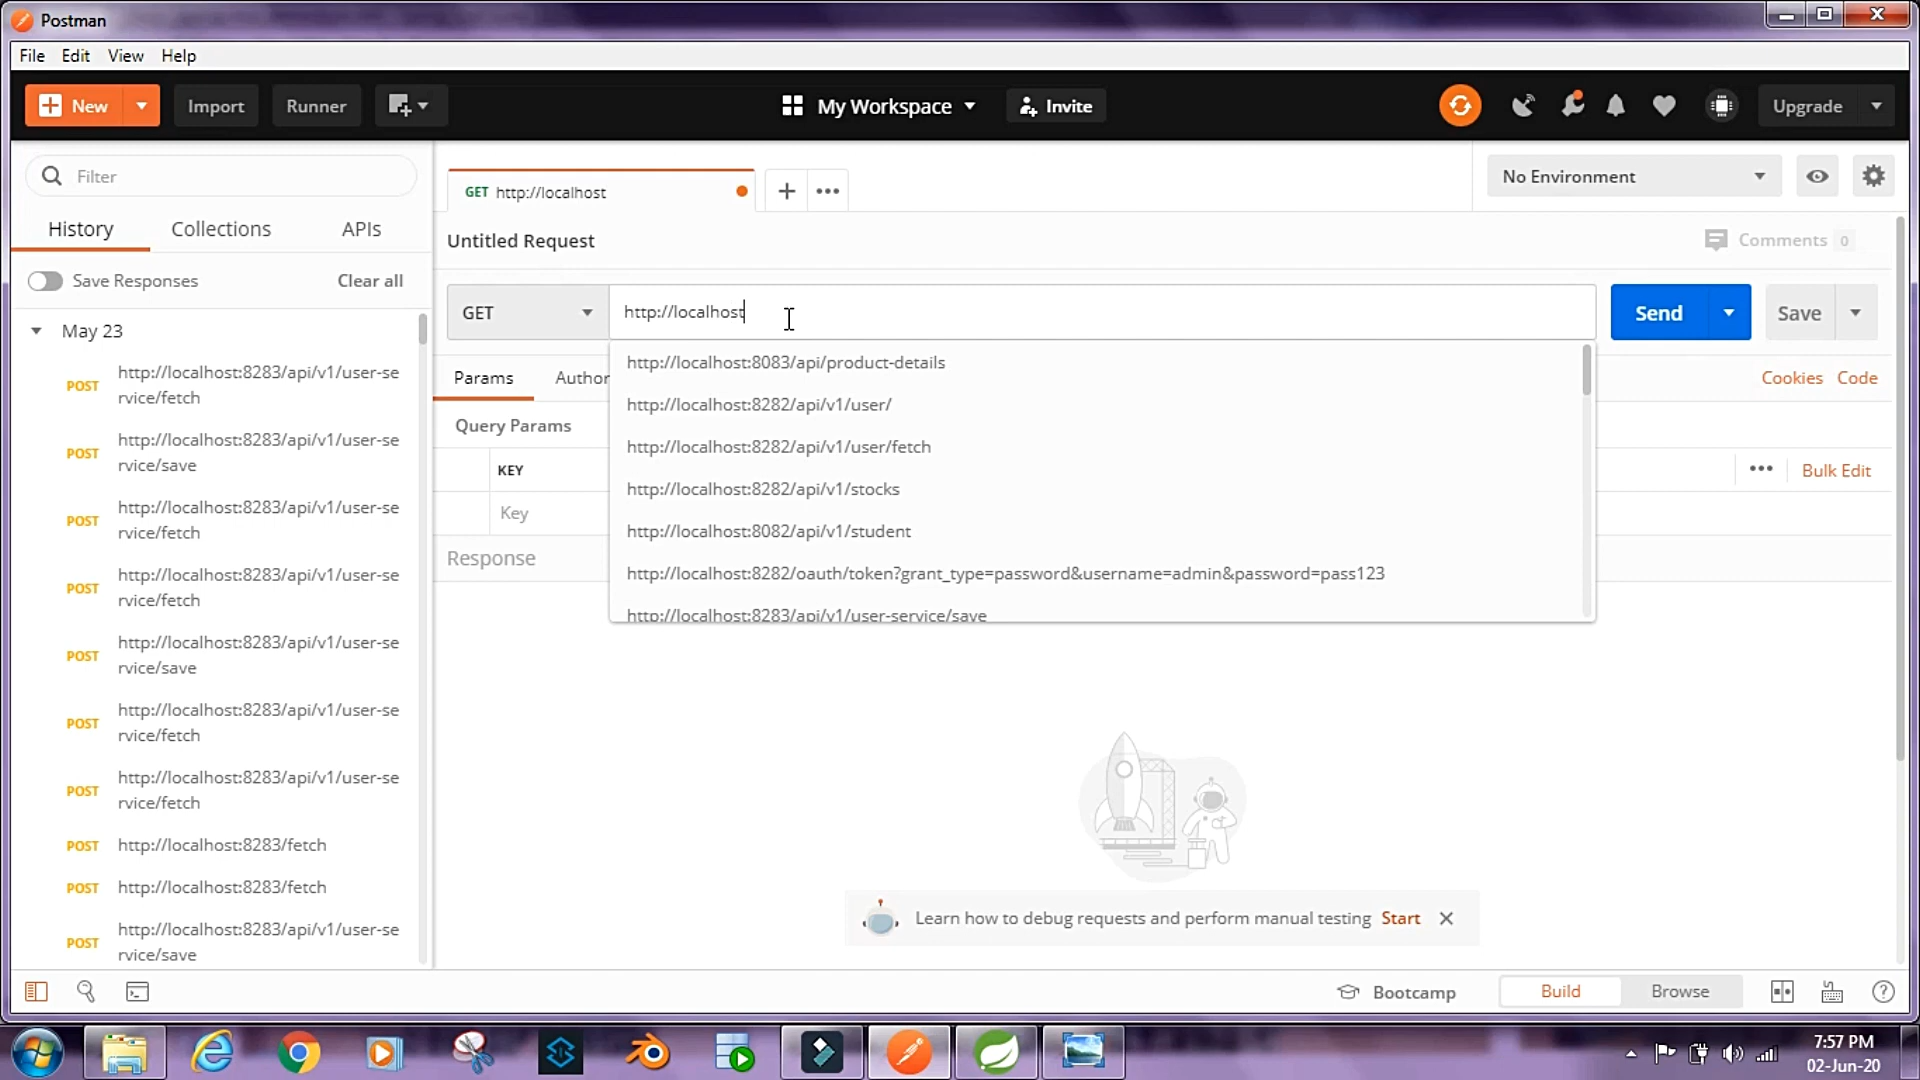 Postman
File Edit View Help
New Import Runner My Workspace Invite Upgrade
Filter
History Collections APIs
Save Responses Clear all
May 23
POST http://localhost:8283/api/v1/user-se
rvice/fetch
POST http://localhost:8283/api/v1/user-se
rvice/save
POST http://localhost:8283/api/v1/user-se
rvice/fetch
POST http://localhost:8283/api/v1/user-se
rvice/fetch
POST http://localhost:8283/api/v1/user-se
rvice/save
POST http://localhost:8283/api/v1/user-se
rvice/fetch
POST http://localhost:8283/api/v1/user-se
rvice/fetch
POST http://localhost:8283/fetch
POST http://localhost:8283/fetch
POST http://localhost:8283/api/v1/user-se
rvice/save
GET http://localhost
No Environment
Untitled Request
Comments 0
GET http://localhost
Send Save
http://localhost:8083/api/product-details
http://localhost:8282/api/v1/user/
http://localhost:8282/api/v1/user/fetch
http://localhost:8282/api/v1/stocks
http://localhost:8082/api/v1/student
http://localhost:8282/oauth/token?grant_type=password&username=admin&password=pass123
http://localhost:8283/api/v1/user-service/save
Params Author
Cookies Code
Query Params
KEY
Bulk Edit
Key
Response
Learn how to debug requests and perform manual testing Start
Bootcamp Build Browse
7:57 PM
02-Jun-20